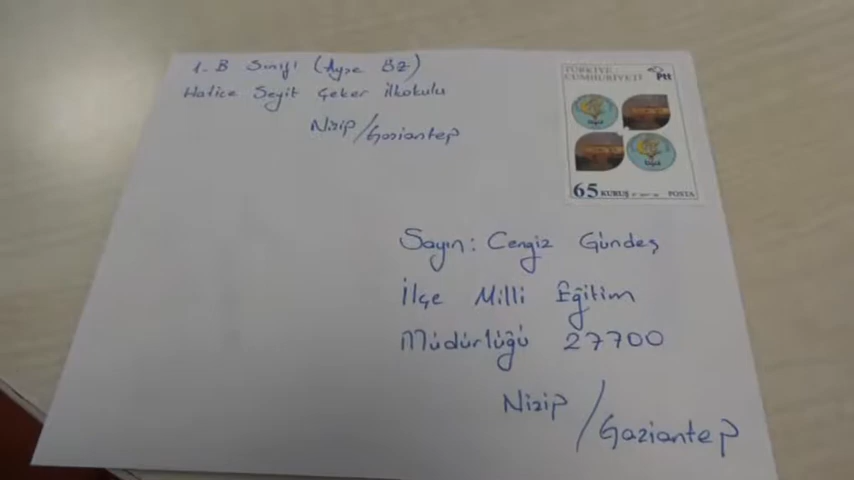 1-B Sınıfı (Ayşe ÖZ)
Hatice Seyit Çeker İlkokulu
Nizip/Gaziantep
TÜRKİYE
CUMHURİYETİ
Ptt
65 KURUŞ
POSTA
Sayın: Cengiz Gündeş
İlçe Milli Eğitim
Müdürlüğü 27700
Nizip / Gaziantep